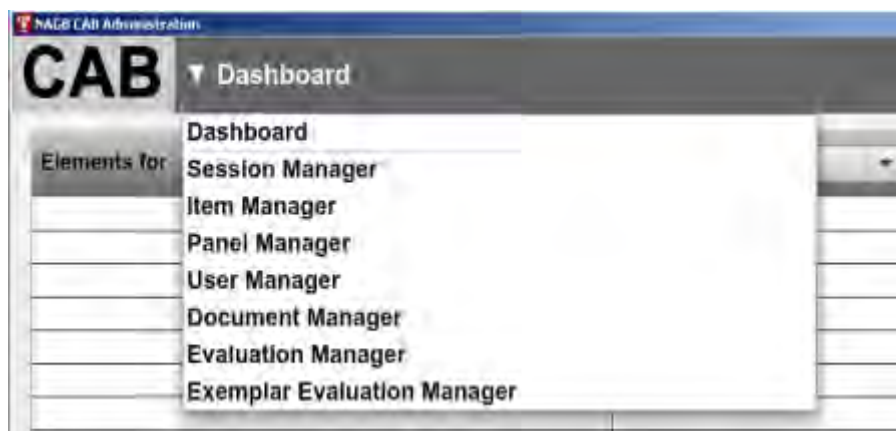 NAGB CAB Administration
CAB
Dashboard
Dashboard
Elements for
Session Manager
Item Manager
Panel Manager
User Manager
Document Manager
Evaluation Manager
Exemplar Evaluation Manager